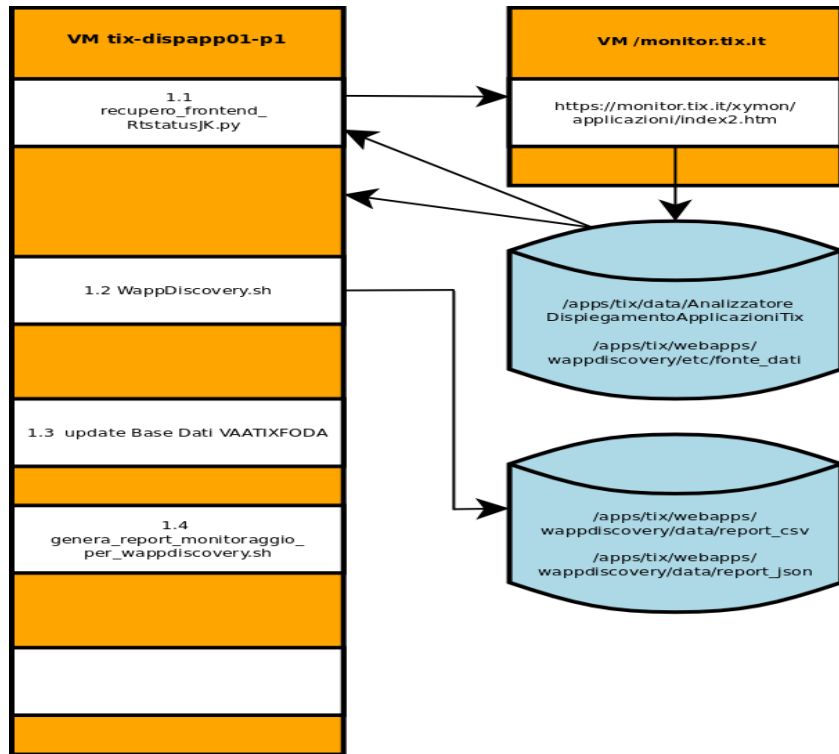 VM tix-dispapp01-p1
1.1
recupero_frontend_
RtstatusJK.py
1.2 WappDiscovery.sh
1.3 update Base Dati VAATIXFODA
1.4
genera_report_monitoraggio_
per_wappdiscovery.sh
VM /monitor.tix.it
https://monitor.tix.it/xymon/
applicazioni/index2.htm
/apps/tix/data/Analizzatore
DispiegamentoApplicazioniTix
/apps/tix/webapps/
wappdiscovery/etc/fonte_dati
/apps/tix/webapps/
wappdiscovery/data/report_csv
/apps/tix/webapps/
wappdiscovery/data/report_json